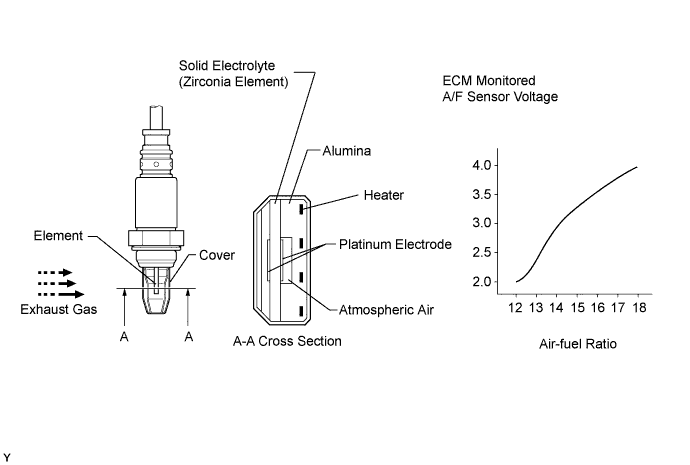 Solid Electrolyte
(Zirconia Element)
ECM Monitored
A/F Sensor Voltage
Alumina
Heater
Element
Cover
Platinum Electrode
Exhaust Gas
Atmospheric Air
A
A
A-A Cross Section
4.0
3.5
3.0
2.5
2.0
12 13 14 15 16 17 18
Air-fuel Ratio
Y